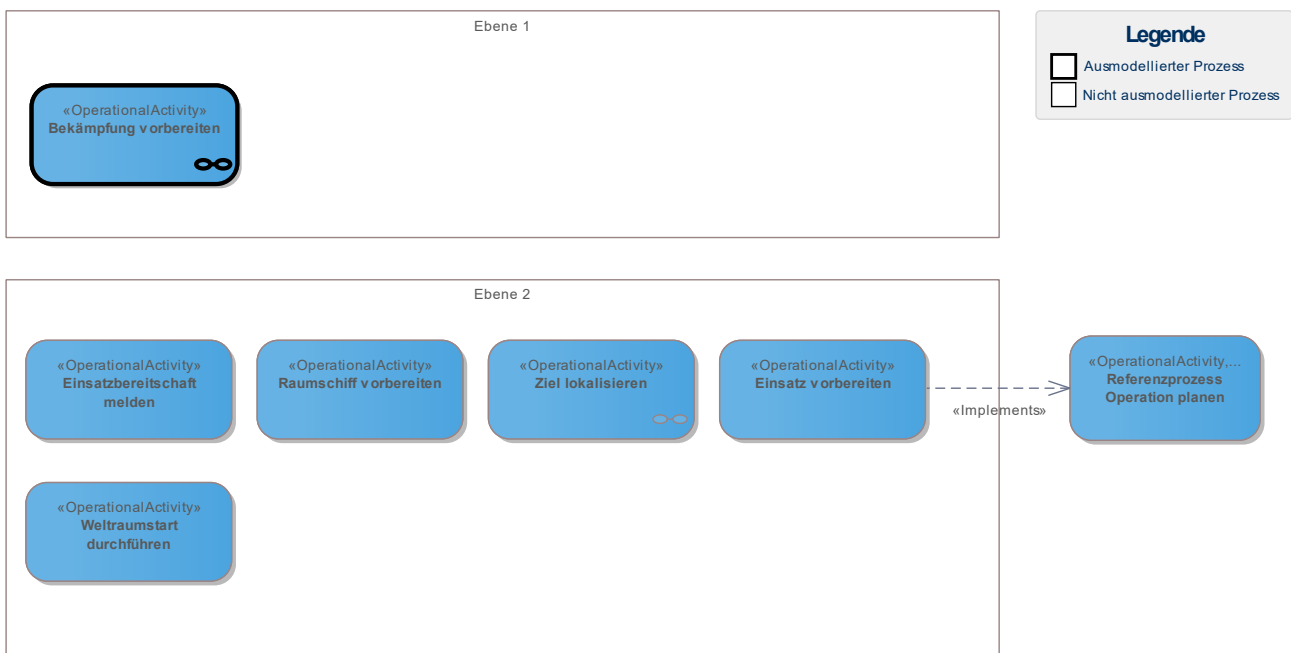 Ebene 1
«OperationalActivity»
Bekämpfung vorbereiten
Legende
Ausmodellierter Prozess
Nicht ausmodellierter Prozess
Ebene 2
«OperationalActivity»
Einsatzbereitschaft
melden
«OperationalActivity»
Raumschiff vorbereiten
«OperationalActivity»
Ziel lokalisieren
«OperationalActivity»
Einsatz vorbereiten
«Implements»
«OperationalActivity,...
Referenzprozess
Operation planen
«OperationalActivity»
Weltraumstart
durchführen